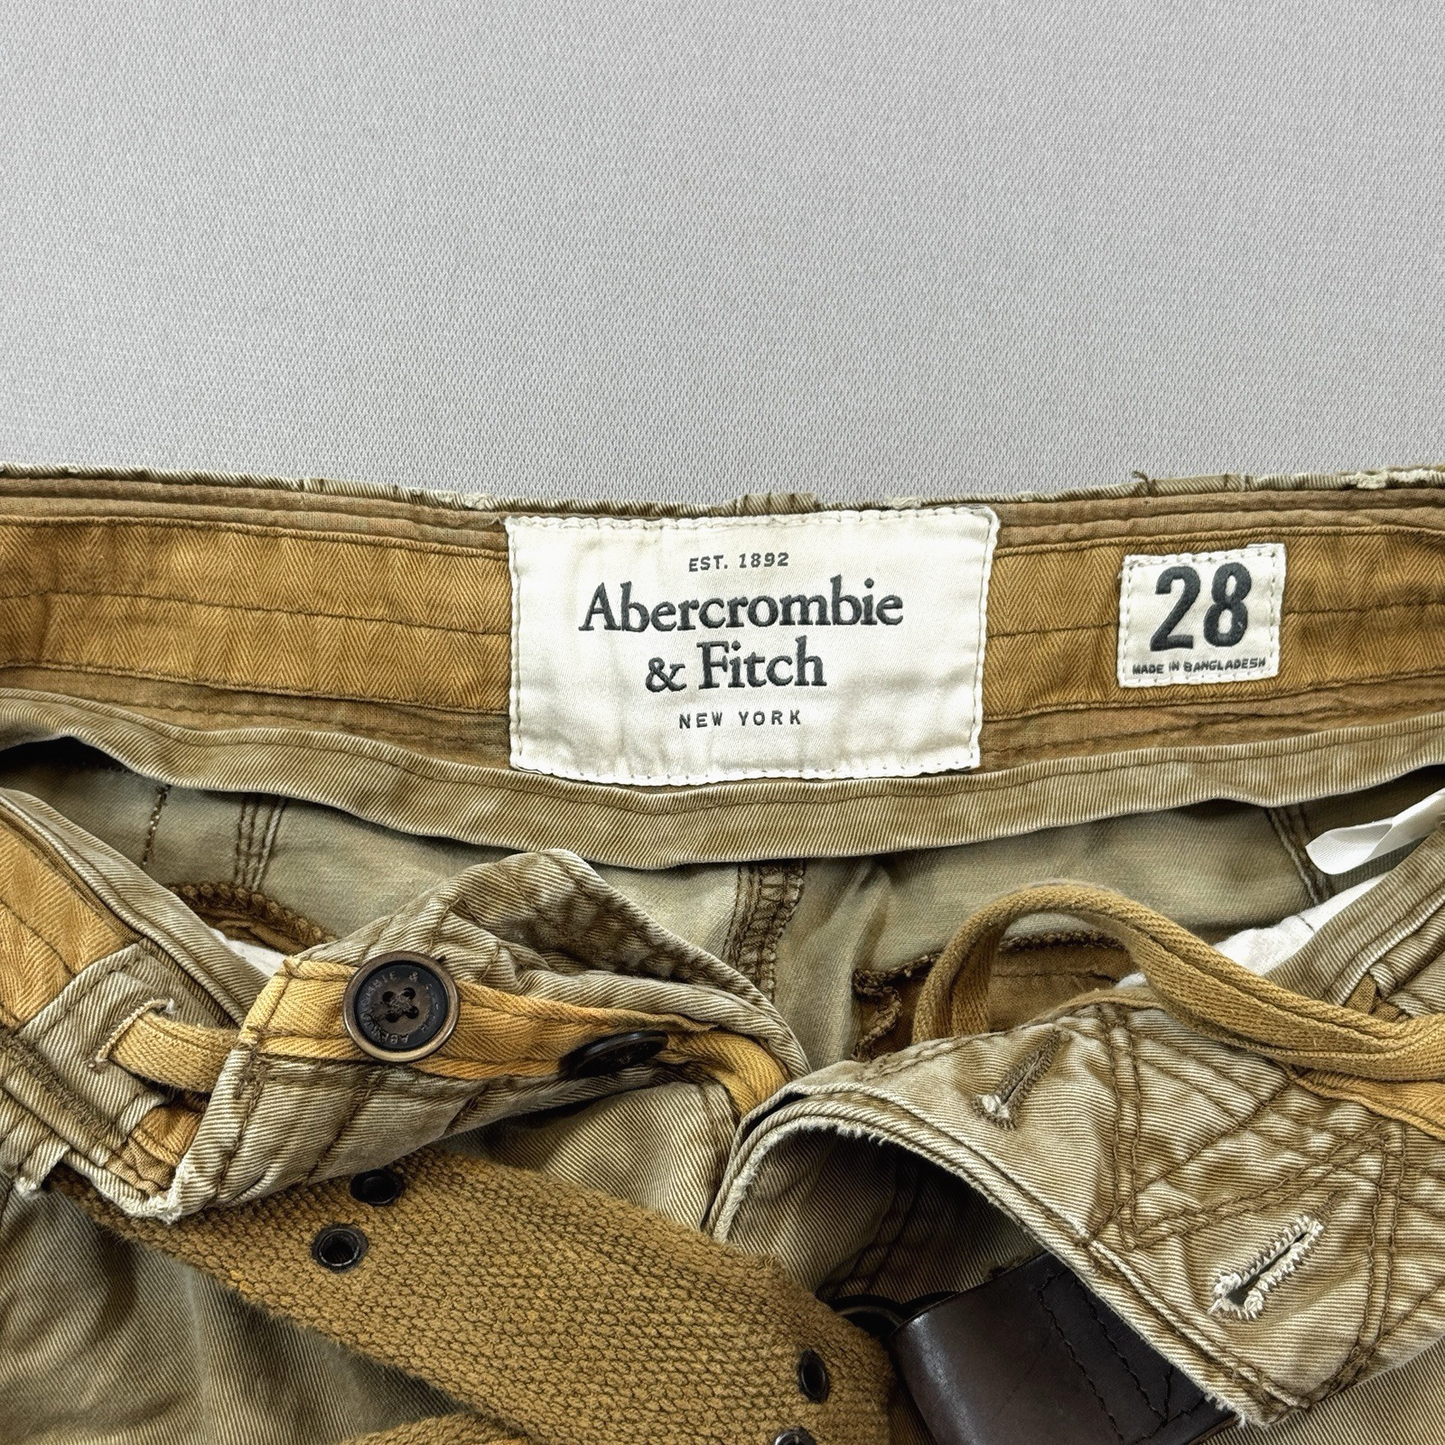 EST. 1892
Abercrombie
& Fitch
NEW YORK
28
MADE IN BANGLADESH